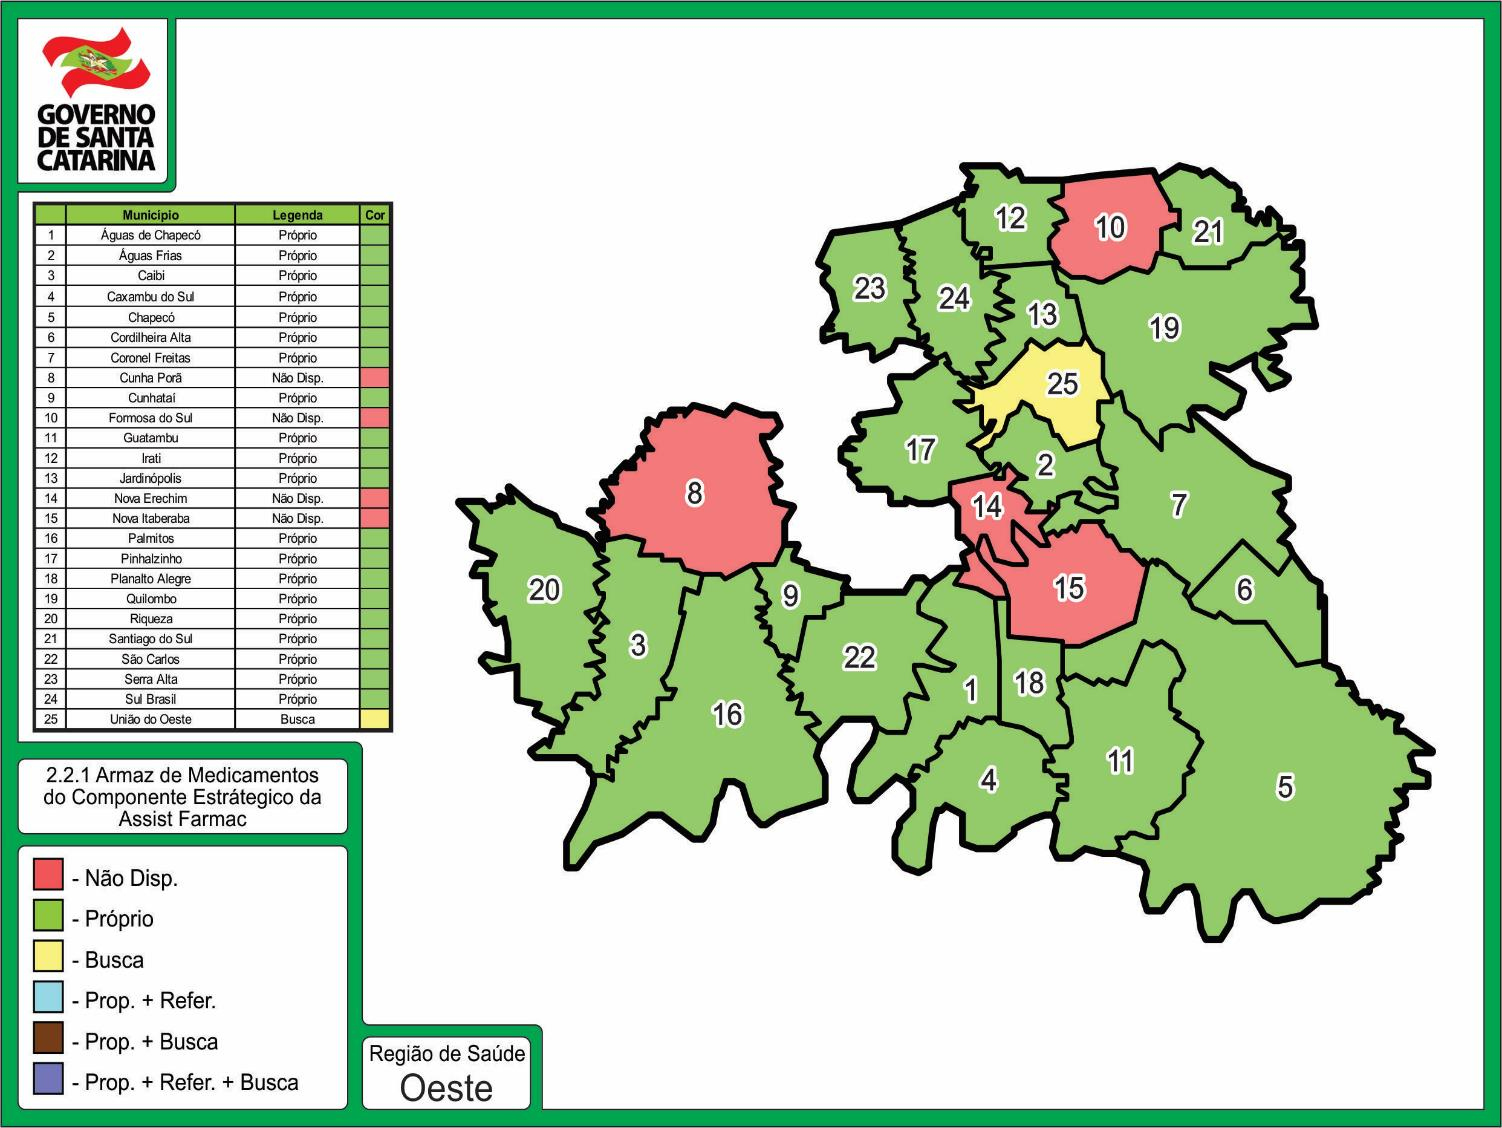 GOVERNO
DE SANTA
CATARINA
Município Legenda Cor
1 Águas de Chapecó Próprio
2 Águas Frias Próprio
3 Caibi Próprio
4 Caxambu do Sul Próprio
5 Chapecó Próprio
6 Cordilheira Alta Próprio
7 Coronel Freitas Próprio
8 Cunha Porã Não Disp.
9 Cunhataí Próprio
10 Formosa do Sul Não Disp.
11 Guatambu Próprio
12 Irati Próprio
13 Jardinópolis Próprio
14 Nova Erechim Não Disp.
15 Nova Itaberaba Não Disp.
16 Palmitos Próprio
17 Pinhalzinho Próprio
18 Planalto Alegre Próprio
19 Quilombo Próprio
20 Riqueza Próprio
21 Santiago do Sul Próprio
22 São Carlos Próprio
23 Serra Alta Próprio
24 Sul Brasil Próprio
25 União do Oeste Busca
2.2.1 Armaz de Medicamentos
do Componente Estrátegico da
Assist Farmac
- Não Disp.
- Próprio
- Busca
- Prop. + Refer.
- Prop. + Busca
- Prop. + Refer. + Busca
Região de Saúde
Oeste
12
10
21
23
24
13
19
25
17
2
8
14
7
20
9
15
6
3
22
1
18
16
4
11
5